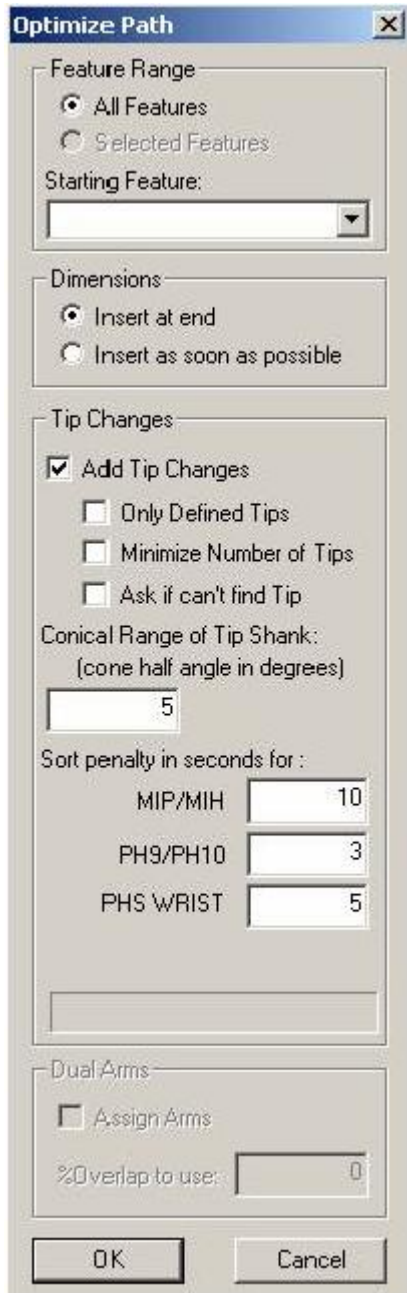 Optimize Path
Feature Range
All Features
Selected Features
Starting Feature:
Dimensions
Insert at end
Insert as soon as possible
Tip Changes
Add Tip Changes
Only Defined Tips
Minimize Number of Tips
Ask if can't find Tip
Conical Range of Tip Shank:
(cone half angle in degrees)
5
Sort penalty in seconds for :
MIP/MIH 10
PH9/PH10 3
PHS WRIST 5
Dual Arms
Assign Arms
%Overlap to use: 0
OK Cancel